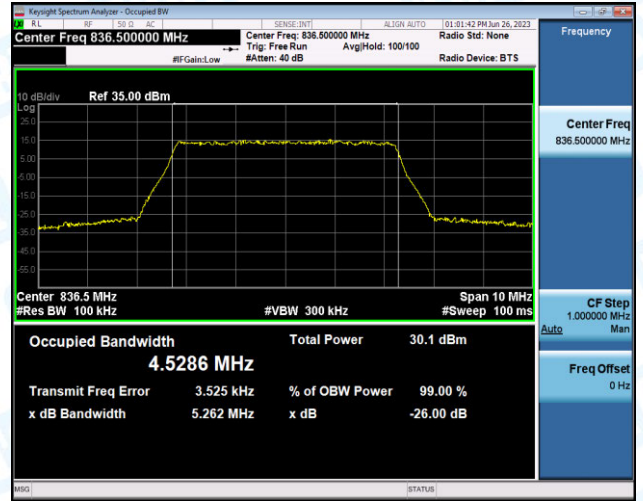 Keysight Spectrum Analyzer - Occupied BW
RL RF 50 Ω AC SENSE:INT ALIGN AUTO 01:01:42 PM Jun 26, 2023
Center Freq 836.500000 MHz
Center Freq: 836.500000 MHz
Radio Std: None
Trig: Free Run Avg|Hold: 100/100
#IFGain:Low
#Atten: 40 dB
Radio Device: BTS
Frequency
10 dB/div Ref 35.00 dBm
Log
25.0
15.0
5.00
-5.00
-15.0
-25.0
-35.0
-45.0
-55.0
Center Freq
836.500000 MHz
Center 836.5 MHz Span 10 MHz
#Res BW 100 kHz #VBW 300 kHz #Sweep 100 ms
CF Step
1.000000 MHz
Auto Man
Occupied Bandwidth Total Power 30.1 dBm
4.5286 MHz
Transmit Freq Error 3.525 kHz % of OBW Power 99.00 %
x dB Bandwidth 5.262 MHz x dB -26.00 dB
Freq Offset
0 Hz
MSG STATUS